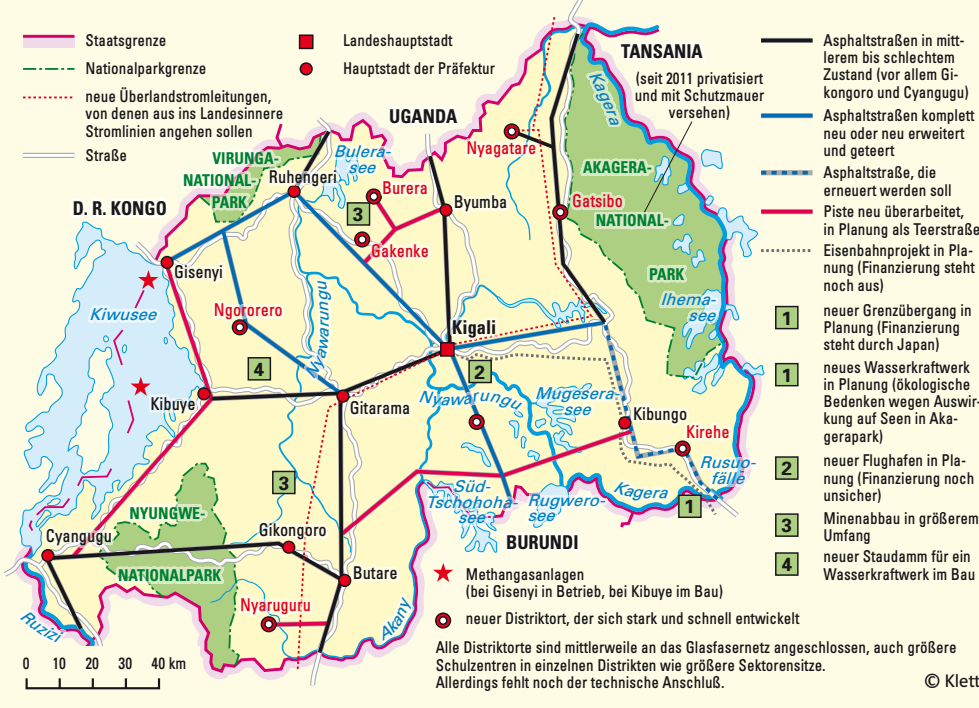 Staatsgrenze
Nationalparkgrenze
neue Überlandstromleitungen,
von denen aus ins Landesinnere
Stromlinien angehen sollen
Straße
Landeshauptstadt
Hauptstadt der Präfektur
TANSANIA
(seit 2011 privatisiert
und mit Schutzmauer
versehen)
UGANDA
D. R. KONGO
BURUNDI
VIRUNGA-
NATIONAL-
PARK
Ruhengeri
Bulera-
see
Burera
3
Gakenke
Byumba
Nyagatare
Kagera
AKAGERA-
NATIONAL-
PARK
Gatsibo
Ihema-
see
Gisenyi
Kiwusee
Ngororero
Nyawarungu
Kigali
4
2
Kibuye
Gitarama
Nyawarungu
Mugesera-
see
Kibungo
Kirehe
Rusuo-
fälle
1
Kagera
Süd-
Tschohoha-
see
Rugwero-
see
3
NYUNGWE-
NATIONALPARK
Cyangugu
Gikongoro
Butare
Nyaruguru
Akany
Ruzizi
0 10 20 30 40 km
Asphaltstraßen in mitt-
lerem bis schlechtem
Zustand (vor allem Gi-
kongoro und Cyangugu)
Asphaltstraßen komplett
neu oder neu erweitert
und geteert
Asphaltstraße, die
erneuert werden soll
Piste neu überarbeitet,
in Planung als Teerstraße
Eisenbahnprojekt in Pla-
nung (Finanzierung steht
noch aus)
1 neuer Grenzübergang in
Planung (Finanzierung
steht durch Japan)
1 neues Wasserkraftwerk
in Planung (ökologische
Bedenken wegen Auswir-
kung auf Seen in Aka-
gerapark)
2 neuer Flughafen in Pla-
nung (Finanzierung noch
unsicher)
3 Minenabbau in größerem
Umfang
4 neuer Staudamm für ein
Wasserkraftwerk im Bau
Methangasanlagen
(bei Gisenyi in Betrieb, bei Kibuye im Bau)
neuer Distriktort, der sich stark und schnell entwickelt
Alle Distriktorte sind mittlerweile an das Glasfasernetz angeschlossen, auch größere
Schulzentren in einzelnen Distrikten wie größere Sektorensitze.
Allerdings fehlt noch der technische Anschluß.
© Klett